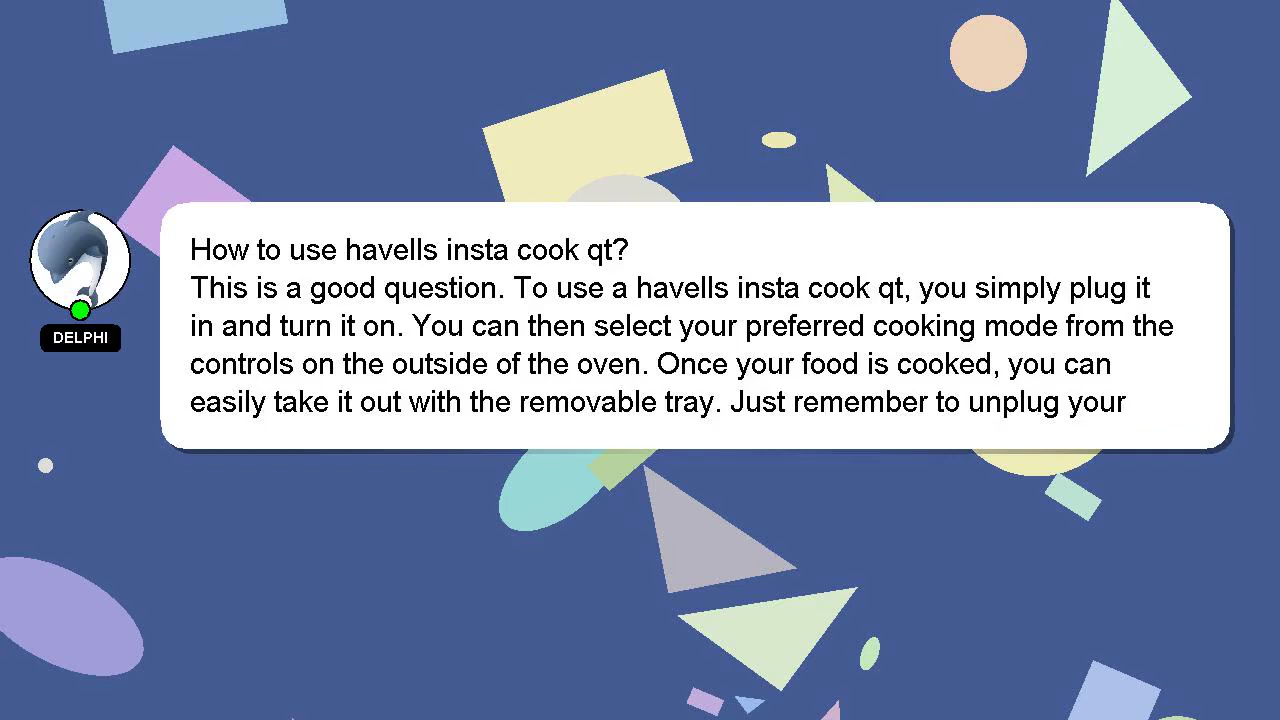 How to use havells insta cook qt?
This is a good question. To use a havells insta cook qt, you simply plug it
in and turn it on. You can then select your preferred cooking mode from the
controls on the outside of the oven. Once your food is cooked, you can
easily take it out with the removable tray. Just remember to unplug your
DELPHI